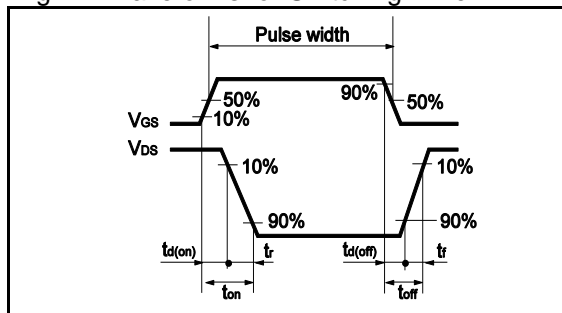 Pulse width
90%
50%
50%
10%
VGS
VDS
10%
10%
90%
90%
td(on)
tr
td(off)
tf
ton
toff